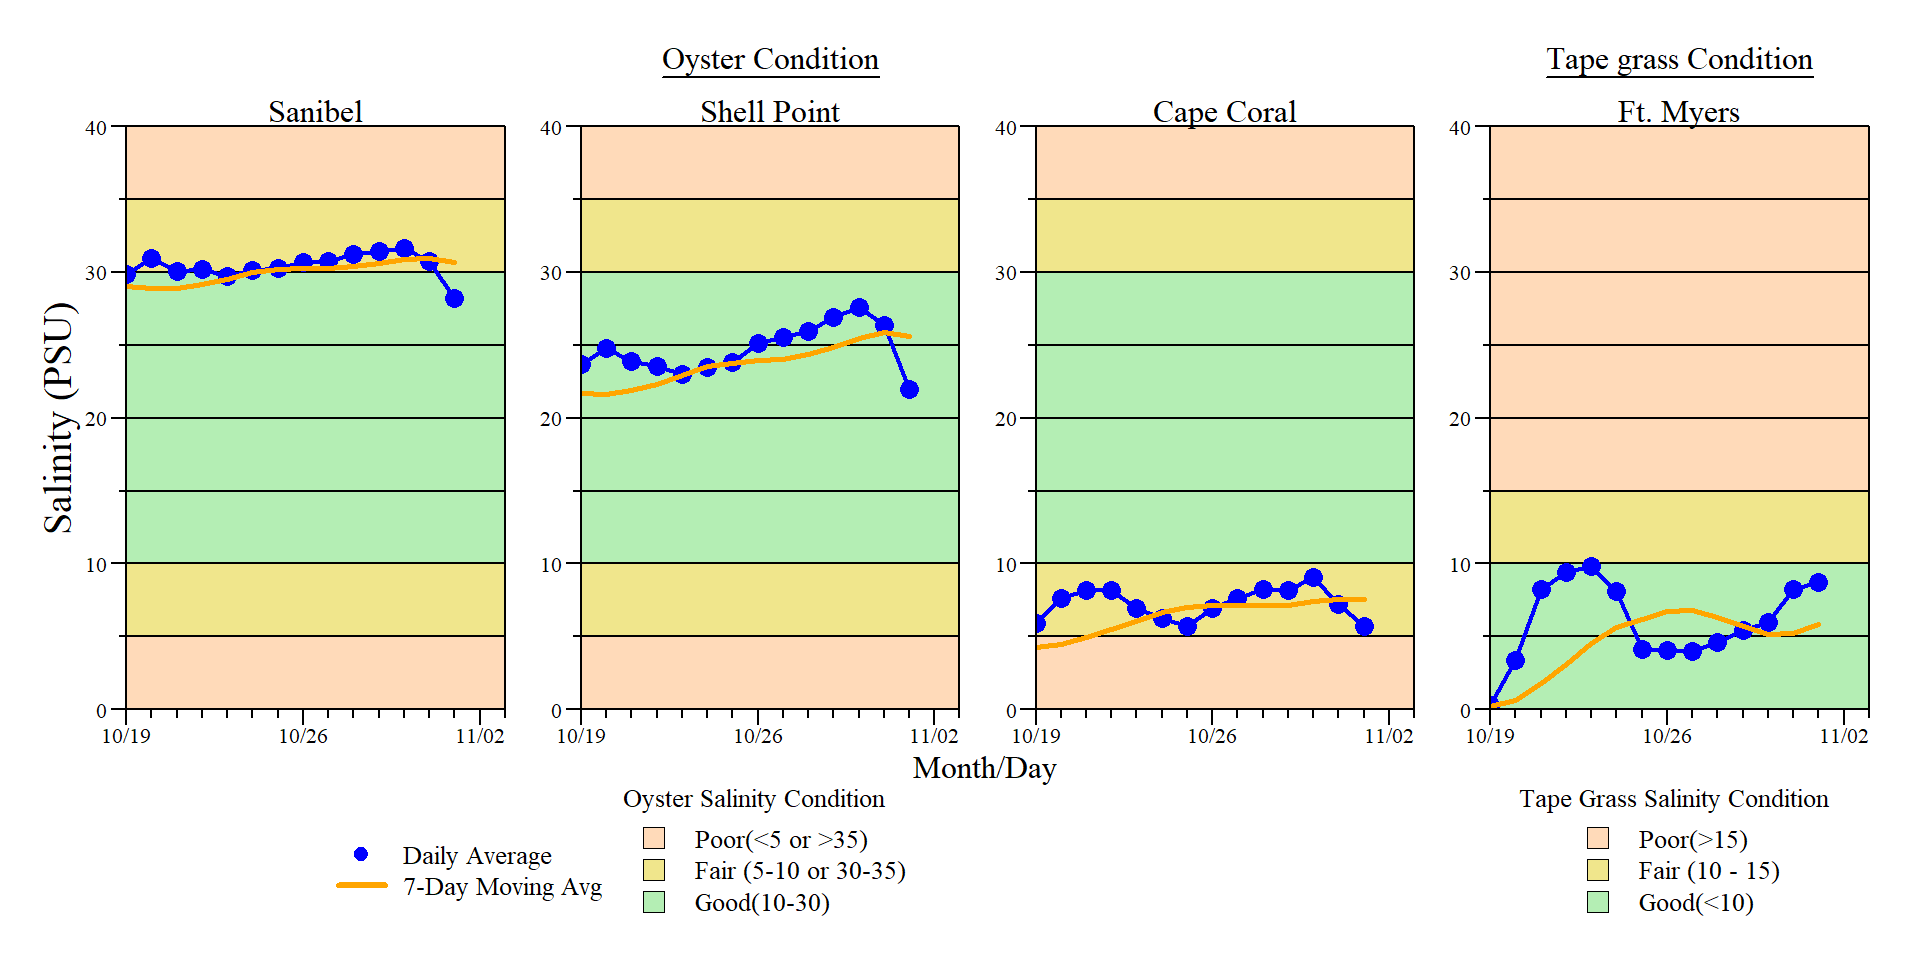 Oyster Condition
Tape grass Condition
Sanibel
Shell Point
Cape Coral
Ft. Myers
Salinity (PSU)
40
30
20
10
0
10/19
10/26
11/02
40
30
20
10
0
10/19
10/26
11/02
40
30
20
10
0
10/19
10/26
11/02
40
30
20
10
0
10/19
10/26
11/02
Month/Day
Daily Average
7-Day Moving Avg
Oyster Salinity Condition
Poor(<5 or >35)
Fair (5-10 or 30-35)
Good(10-30)
Tape Grass Salinity Condition
Poor(>15)
Fair (10 - 15)
Good(<10)